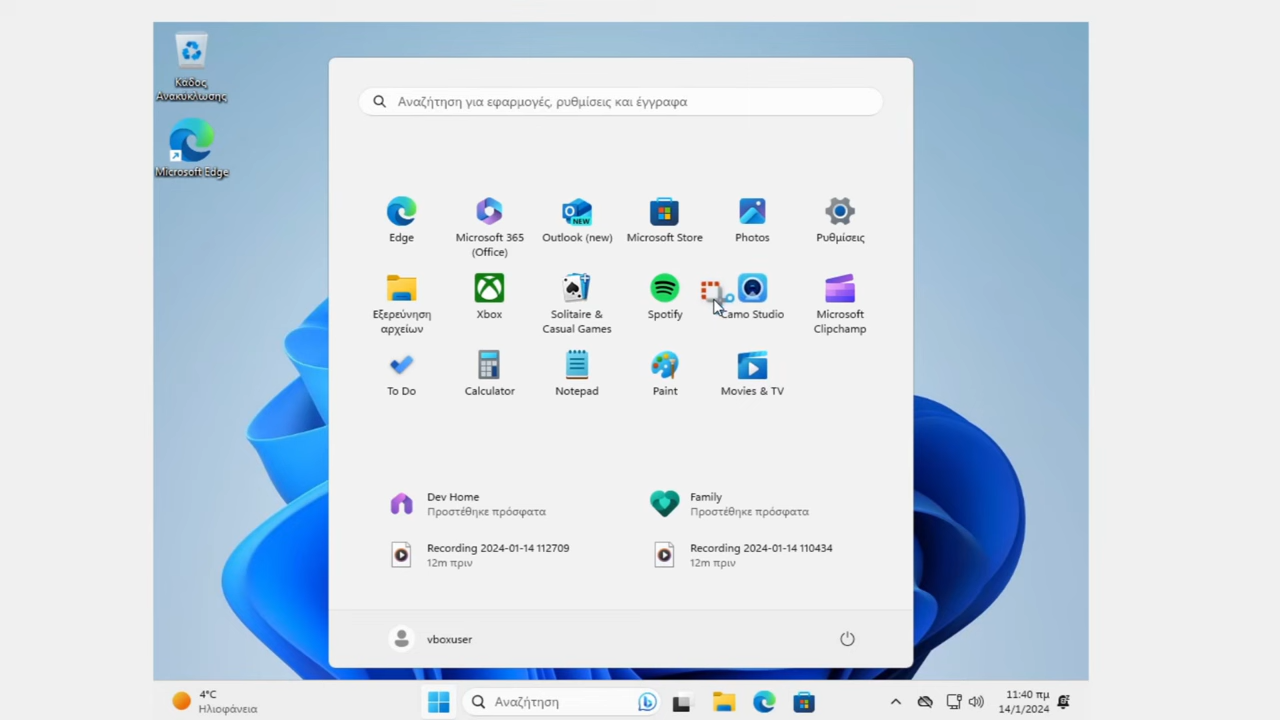 Κάδος
Ανακύκλωσης
Microsoft Edge
Αναζήτηση για εφαρμογές, ρυθμίσεις και έγγραφα
Edge
Microsoft 365
(Office)
Outlook (new)
Microsoft Store
Photos
Ρυθμίσεις
Εξερεύνηση
αρχείων
Xbox
Solitaire &
Casual Games
Spotify
Camo Studio
Microsoft
Clipchamp
To Do
Calculator
Notepad
Paint
Movies & TV
Dev Home
Προστέθηκε πρόσφατα
Family
Προστέθηκε πρόσφατα
Recording 2024-01-14 112709
12m πριν
Recording 2024-01-14 110434
12m πριν
vboxuser
4°C
Ηλιοφάνεια
Αναζήτηση
11:40 πμ
14/1/2024